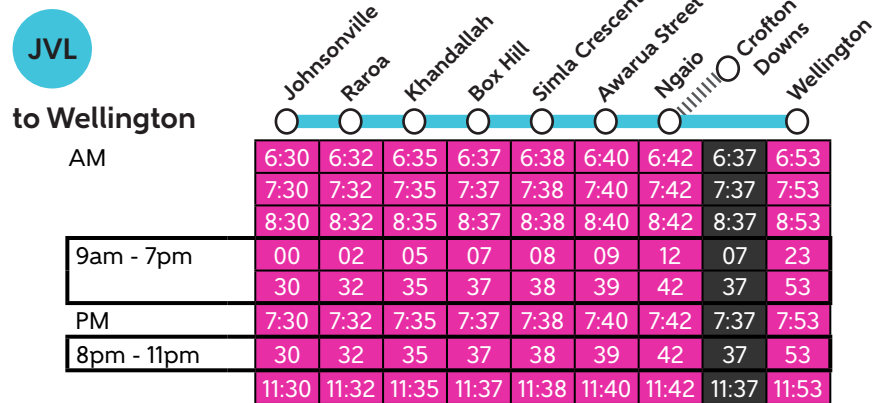 JVL
to Wellington
Johnsonville Raroa Khandallah Box Hill Simla Crescent Awarua Street Ngaio Crofton Downs Wellington
AM 6:30 6:32 6:35 6:37 6:38 6:40 6:42 6:37 6:53
7:30 7:32 7:35 7:37 7:38 7:40 7:42 7:37 7:53
8:30 8:32 8:35 8:37 8:38 8:40 8:42 8:37 8:53
9am - 7pm 00 02 05 07 08 09 12 07 23
30 32 35 37 38 39 42 37 53
PM 7:30 7:32 7:35 7:37 7:38 7:40 7:42 7:37 7:53
8pm - 11pm 30 32 35 37 38 39 42 37 53
11:30 11:32 11:35 11:37 11:38 11:40 11:42 11:37 11:53